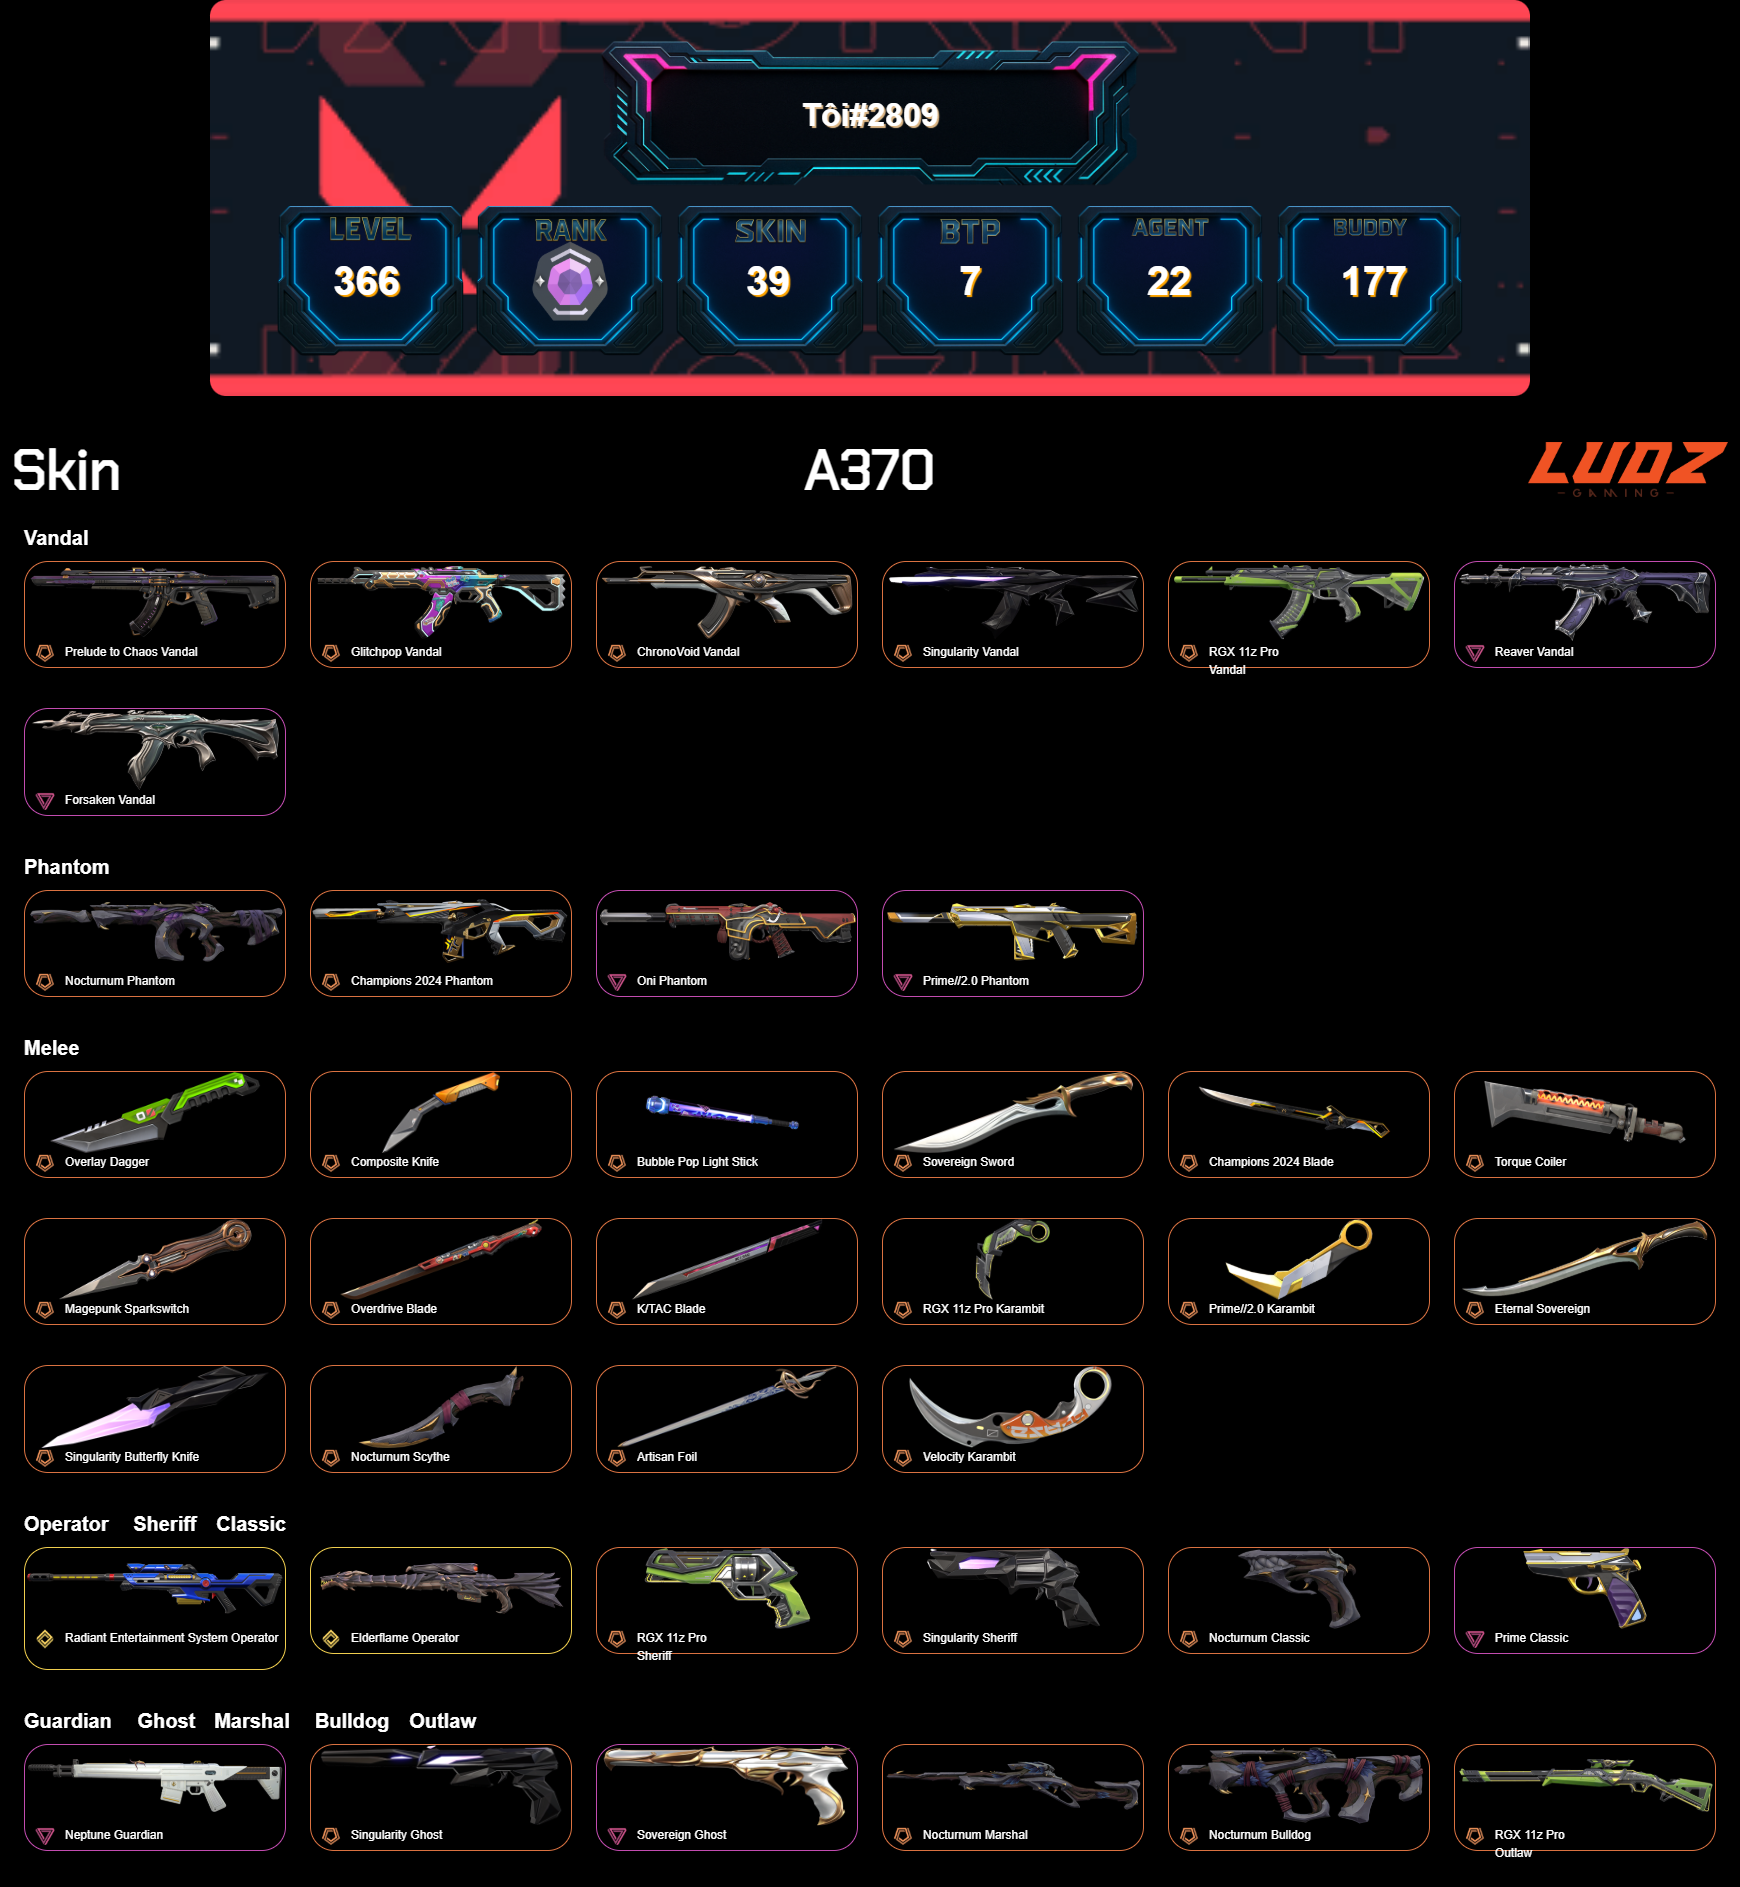 Tôi#2809
LEVEL
366
RANK
SKIN
39
BTP
7
AGENT
22
BUDDY
177
Skin
A370
LUDZ
-GAMING-
Vandal
Prelude to Chaos Vandal
Glitchpop Vandal
ChronoVoid Vandal
Singularity Vandal
RGX 11z Pro
Vandal
Reaver Vandal
Forsaken Vandal
Phantom
Nocturnum Phantom
Champions 2024 Phantom
Oni Phantom
Prime//2.0 Phantom
Melee
Overlay Dagger
Composite Knife
Bubble Pop Light Stick
Sovereign Sword
Champions 2024 Blade
Torque Coiler
Magepunk Sparkswitch
Overdrive Blade
K/TAC Blade
RGX 11z Pro Karambit
Prime//2.0 Karambit
Eternal Sovereign
Singularity Butterfly Knife
Nocturnum Scythe
Artisan Foil
Velocity Karambit
Operator Sheriff Classic
Radiant Entertainment System Operator
Elderflame Operator
RGX 11z Pro
Sheriff
Singularity Sheriff
Nocturnum Classic
Prime Classic
Guardian Ghost Marshal Bulldog Outlaw
Neptune Guardian
Singularity Ghost
Sovereign Ghost
Nocturnum Marshal
Nocturnum Bulldog
RGX 11z Pro
Outlaw